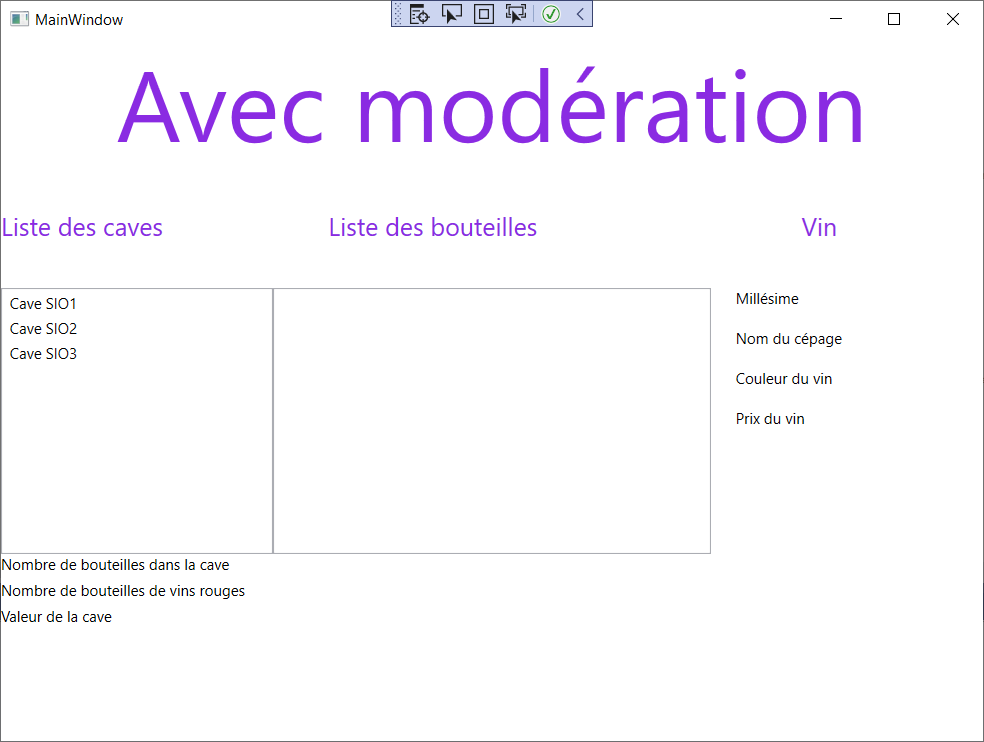 MainWindow
Avec modération
Liste des caves
Liste des bouteilles
Vin
Cave SIO1
Cave SIO2
Cave SIO3
Millésime
Nom du cépage
Couleur du vin
Prix du vin
Nombre de bouteilles dans la cave
Nombre de bouteilles de vins rouges
Valeur de la cave